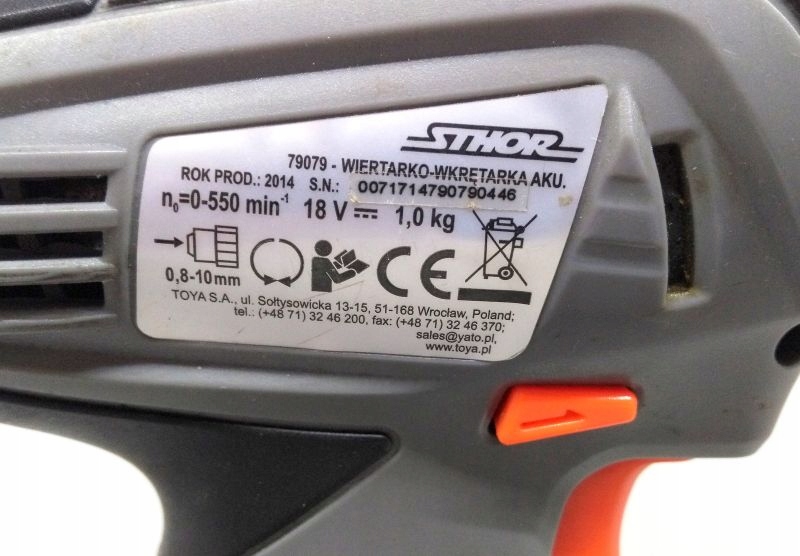 STHOR
79079 - WIERTARKO-WKRĘTARKA AKU.
ROK PROD.: 2014 S.N.: 0071714790790446
n₀=0-550 min⁻¹ 18 V ⎓ 1,0 kg
0,8-10mm
CE
TOYA S.A., ul. Sołtysowicka 13-15, 51-168 Wrocław, Poland;
tel.: (+48 71) 32 46 200, fax: (+48 71) 32 46 370;
sales@yato.pl,
www.toya.pl